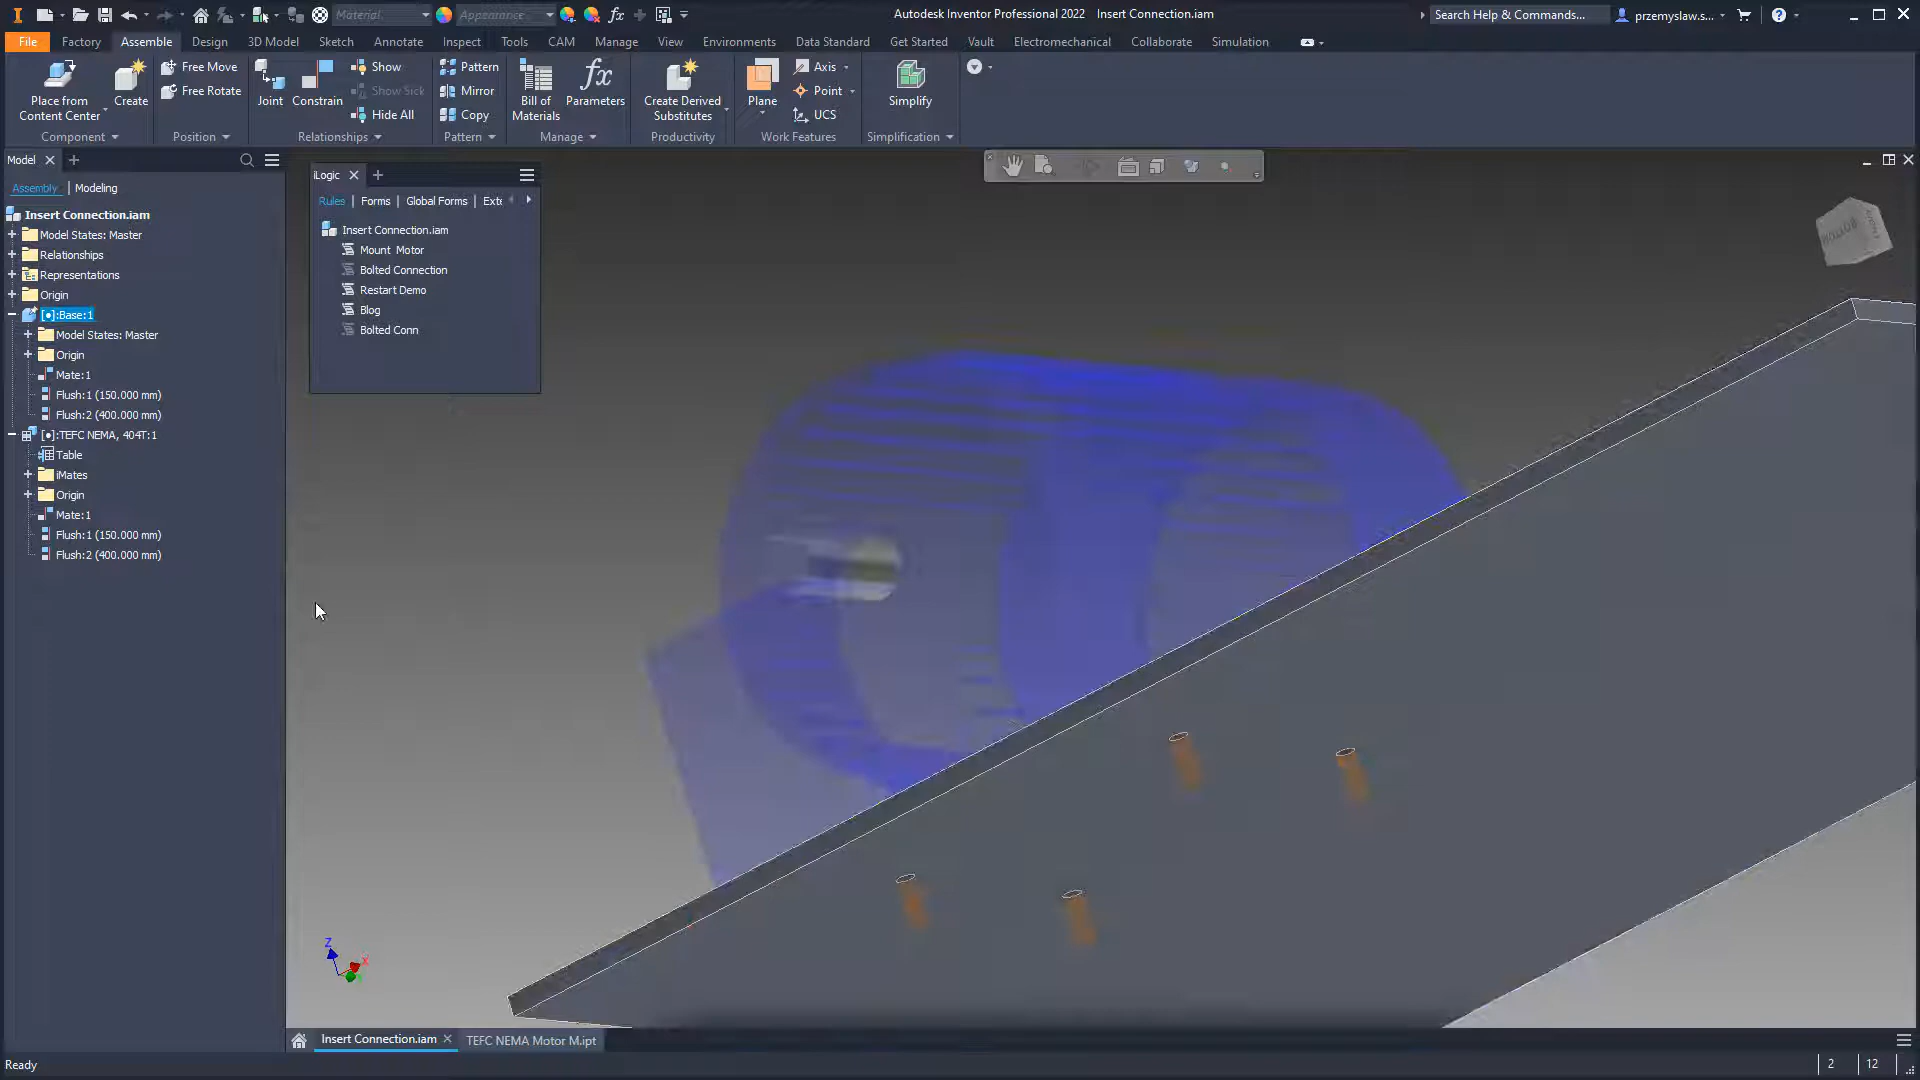 Material
Appearance
Autodesk Inventor Professional 2022 Insert Connection.iam
Search Help & Commands...
przemyslaw.s...
File
Factory
Assemble
Design
3D Model
Sketch
Annotate
Inspect
Tools
CAM
Manage
View
Environments
Data Standard
Get Started
Vault
Electromechanical
Collaborate
Simulation
Place from
Content Center
Create
Free Move
Free Rotate
Joint
Constrain
Show
Show Sick
Hide All
Pattern
Mirror
Copy
Bill of
Materials
Parameters
Create Derived
Substitutes
Plane
Axis
Point
UCS
Simplify
Component
Position
Relationships
Pattern
Manage
Productivity
Work Features
Simplification
Model
Assembly | Modeling
Insert Connection.iam
Model States: Master
Relationships
Representations
Origin
[●]:Base:1
Model States: Master
Origin
Mate:1
Flush:1 (150.000 mm)
Flush:2 (400.000 mm)
[●]:TEFC NEMA, 404T:1
Table
iMates
Origin
Mate:1
Flush:1 (150.000 mm)
Flush:2 (400.000 mm)
iLogic
Rules | Forms | Global Forms | Exte
Insert Connection.iam
Mount Motor
Bolted Connection
Restart Demo
Blog
Bolted Conn
BOTTOM
Z
X
Insert Connection.iam
TEFC NEMA Motor M.ipt
Ready
2
12